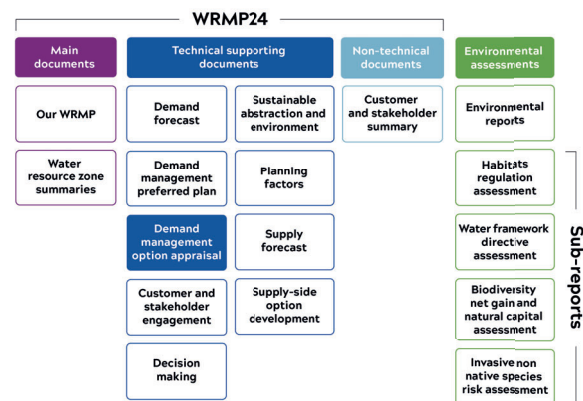 WRMP24
Main
documents
Technical supporting
documents
Non-technical
documents
Environmental
assessments
Our WRMP
Water
resource zone
summaries
Demand
forecast
Demand
management
preferred plan
Demand
management
option appraisal
Customer and
stakeholder
engagement
Decision
making
Sustainable
abstraction and
environment
Planning
factors
Supply
forecast
Supply-side
option
development
Customer
and stakeholder
summary
Environmental
reports
Habitats
regulation
assessment
Water framework
directive
assessment
Biodiversity
net gain and
natural capital
assessment
Invasive non
native species
risk assessment
Sub-reports